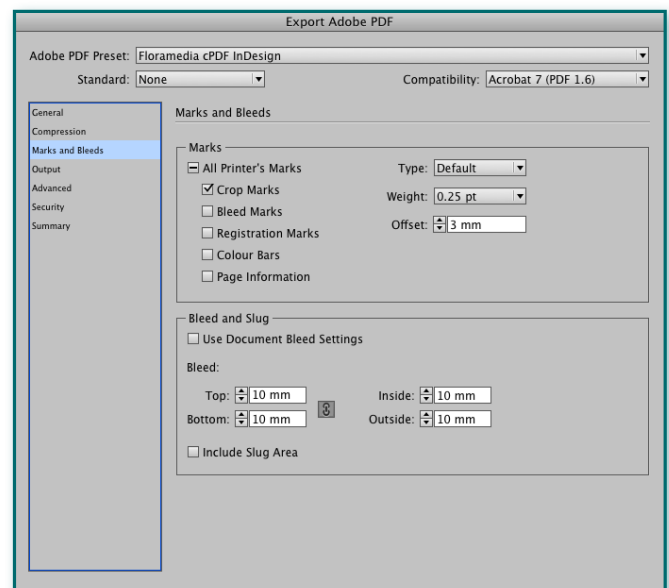 Export Adobe PDF
Adobe PDF Preset: Floramedia cPDF InDesign
Standard: None Compatibility: Acrobat 7 (PDF 1.6)
General
Compression
Marks and Bleeds
Output
Advanced
Security
Summary
Marks and Bleeds
Marks
All Printer's Marks
Crop Marks
Bleed Marks
Registration Marks
Colour Bars
Page Information
Type: Default
Weight: 0.25 pt
Offset: 3 mm
Bleed and Slug
Use Document Bleed Settings
Bleed:
Top: 10 mm Inside: 10 mm
Bottom: 10 mm Outside: 10 mm
Include Slug Area